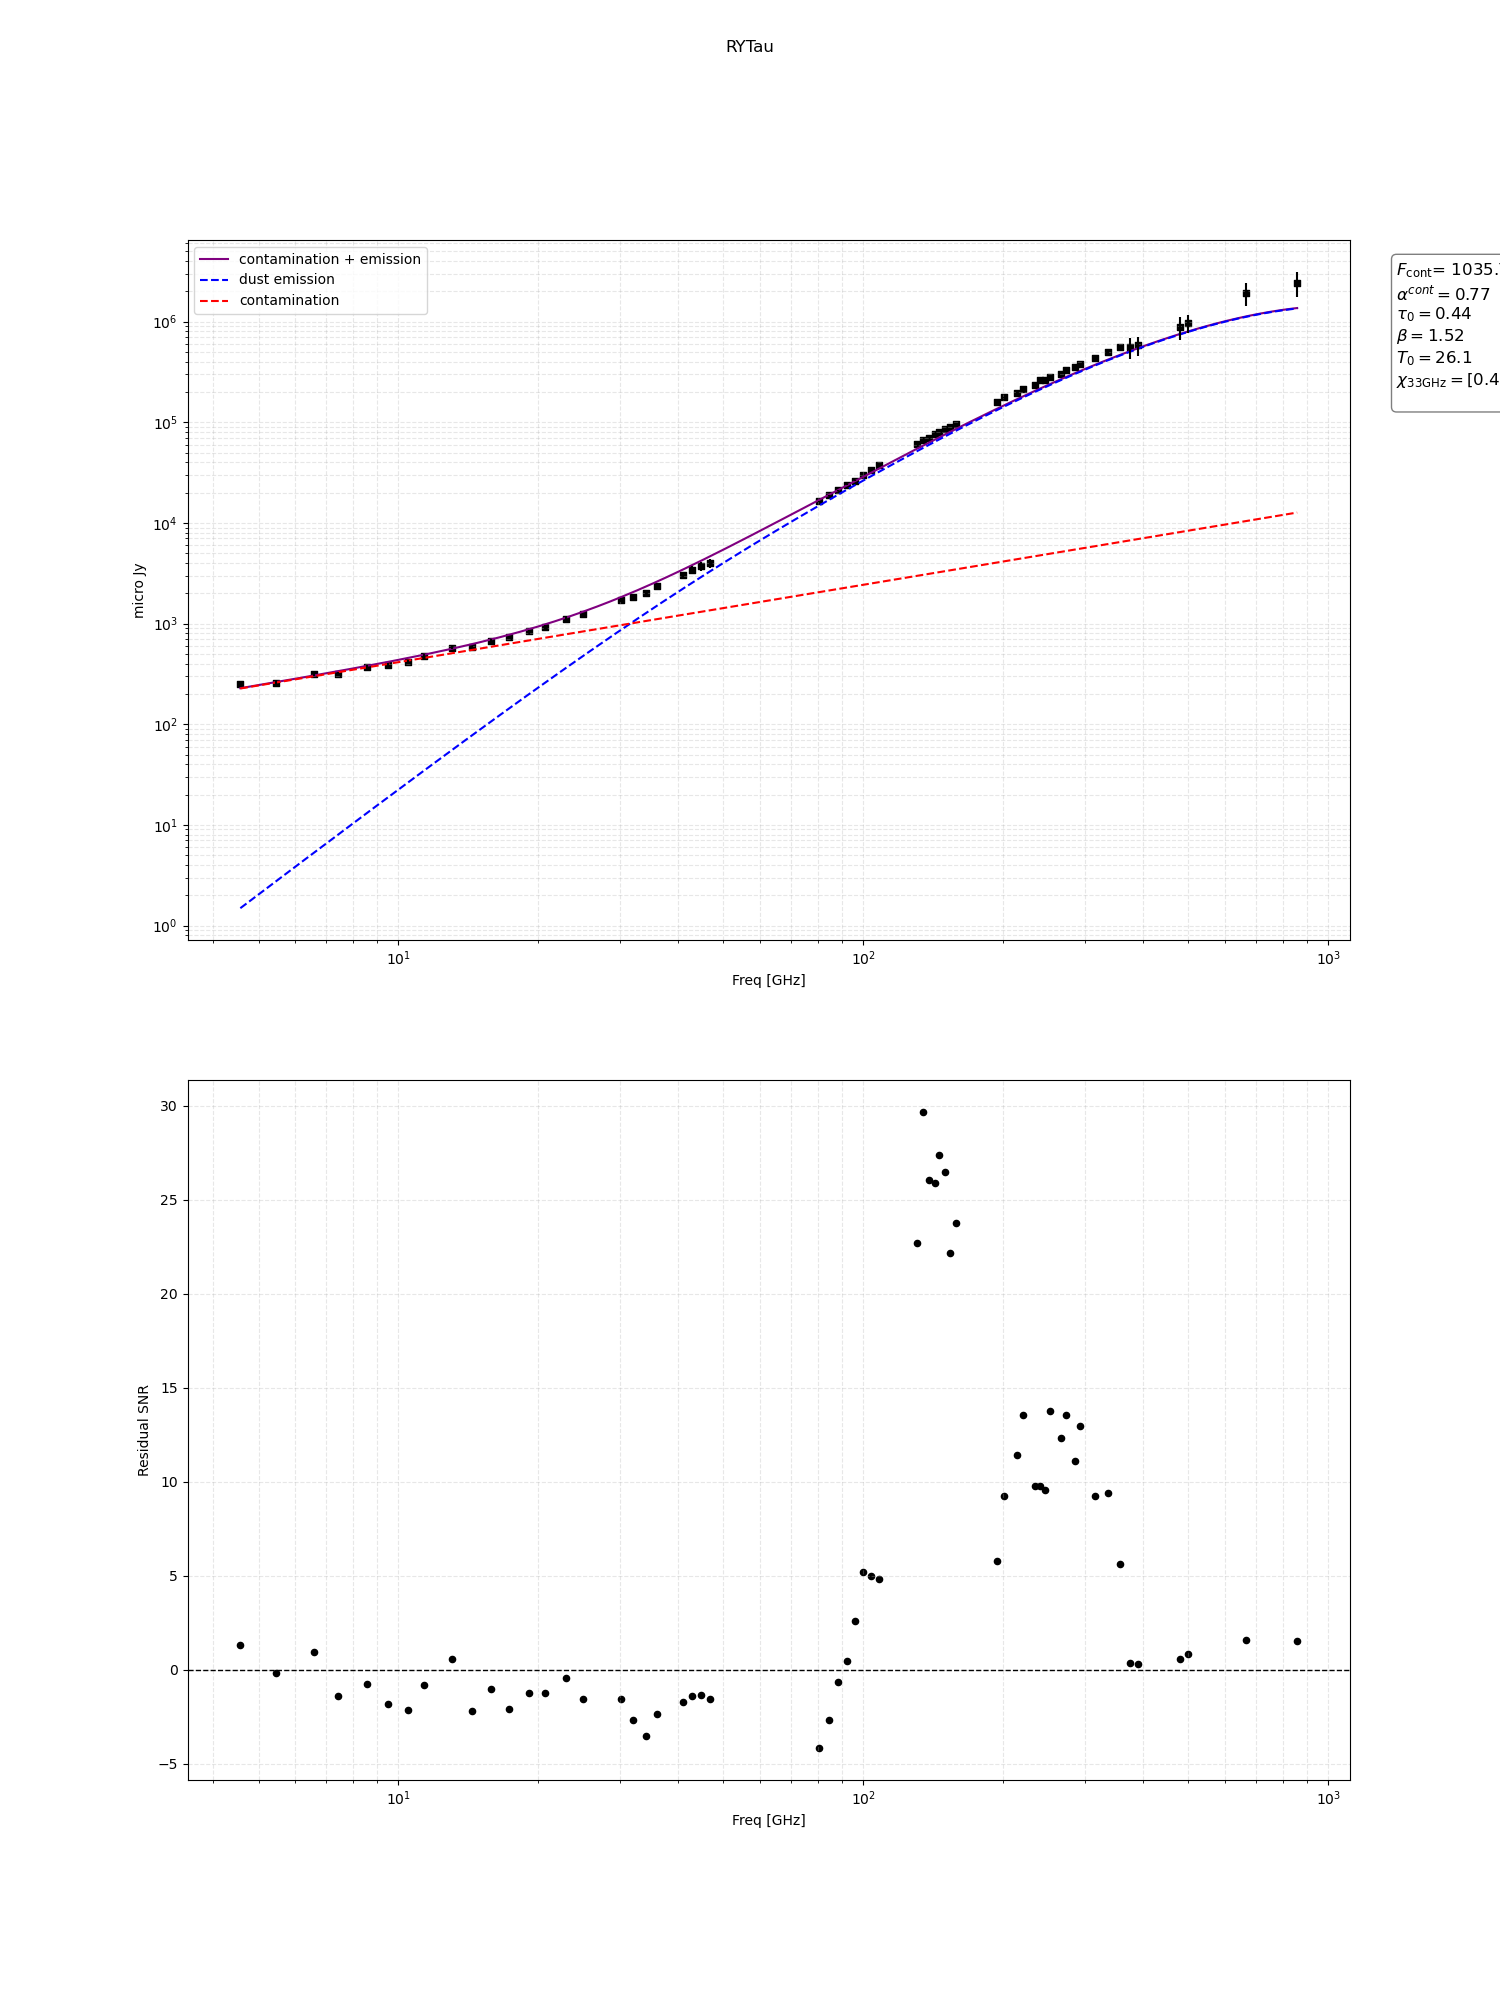 RYTau
contamination + emission
dust emission
contamination
F_cont = 1035.
α^cont = 0.77
τ_0 = 0.44
β = 1.52
T_0 = 26.1
χ_33GHz = [0.4
micro Jy
10^6
10^5
10^4
10^3
10^2
10^1
10^0
10^1 10^2 10^3
Freq [GHz]
Residual SNR
30
25
20
15
10
5
0
−5
10^1 10^2 10^3
Freq [GHz]